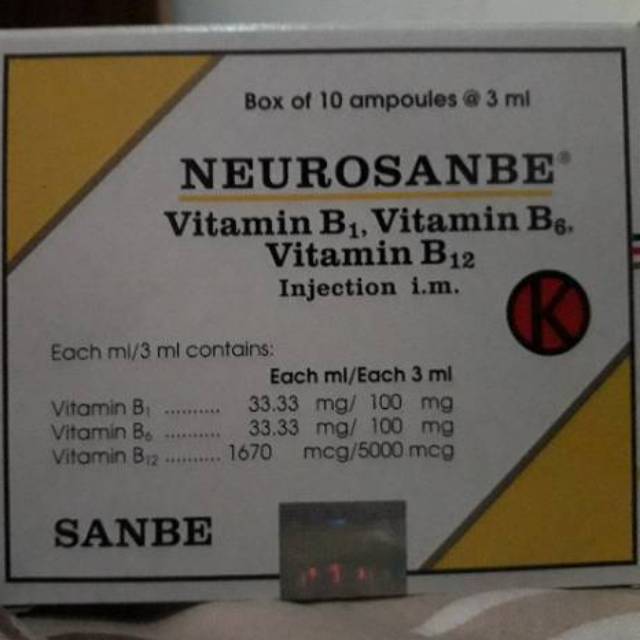 Box of 10 ampoules @ 3 ml
NEUROSANBE®
Vitamin B₁, Vitamin B₆,
Vitamin B₁₂
Injection i.m.
K
Each ml/3 ml contains:
Each ml/Each 3 ml
Vitamin B₁ .......... 33.33 mg/ 100 mg
Vitamin B₆ .......... 33.33 mg/ 100 mg
Vitamin B₁₂ .......... 1670 mcg/5000 mcg
SANBE